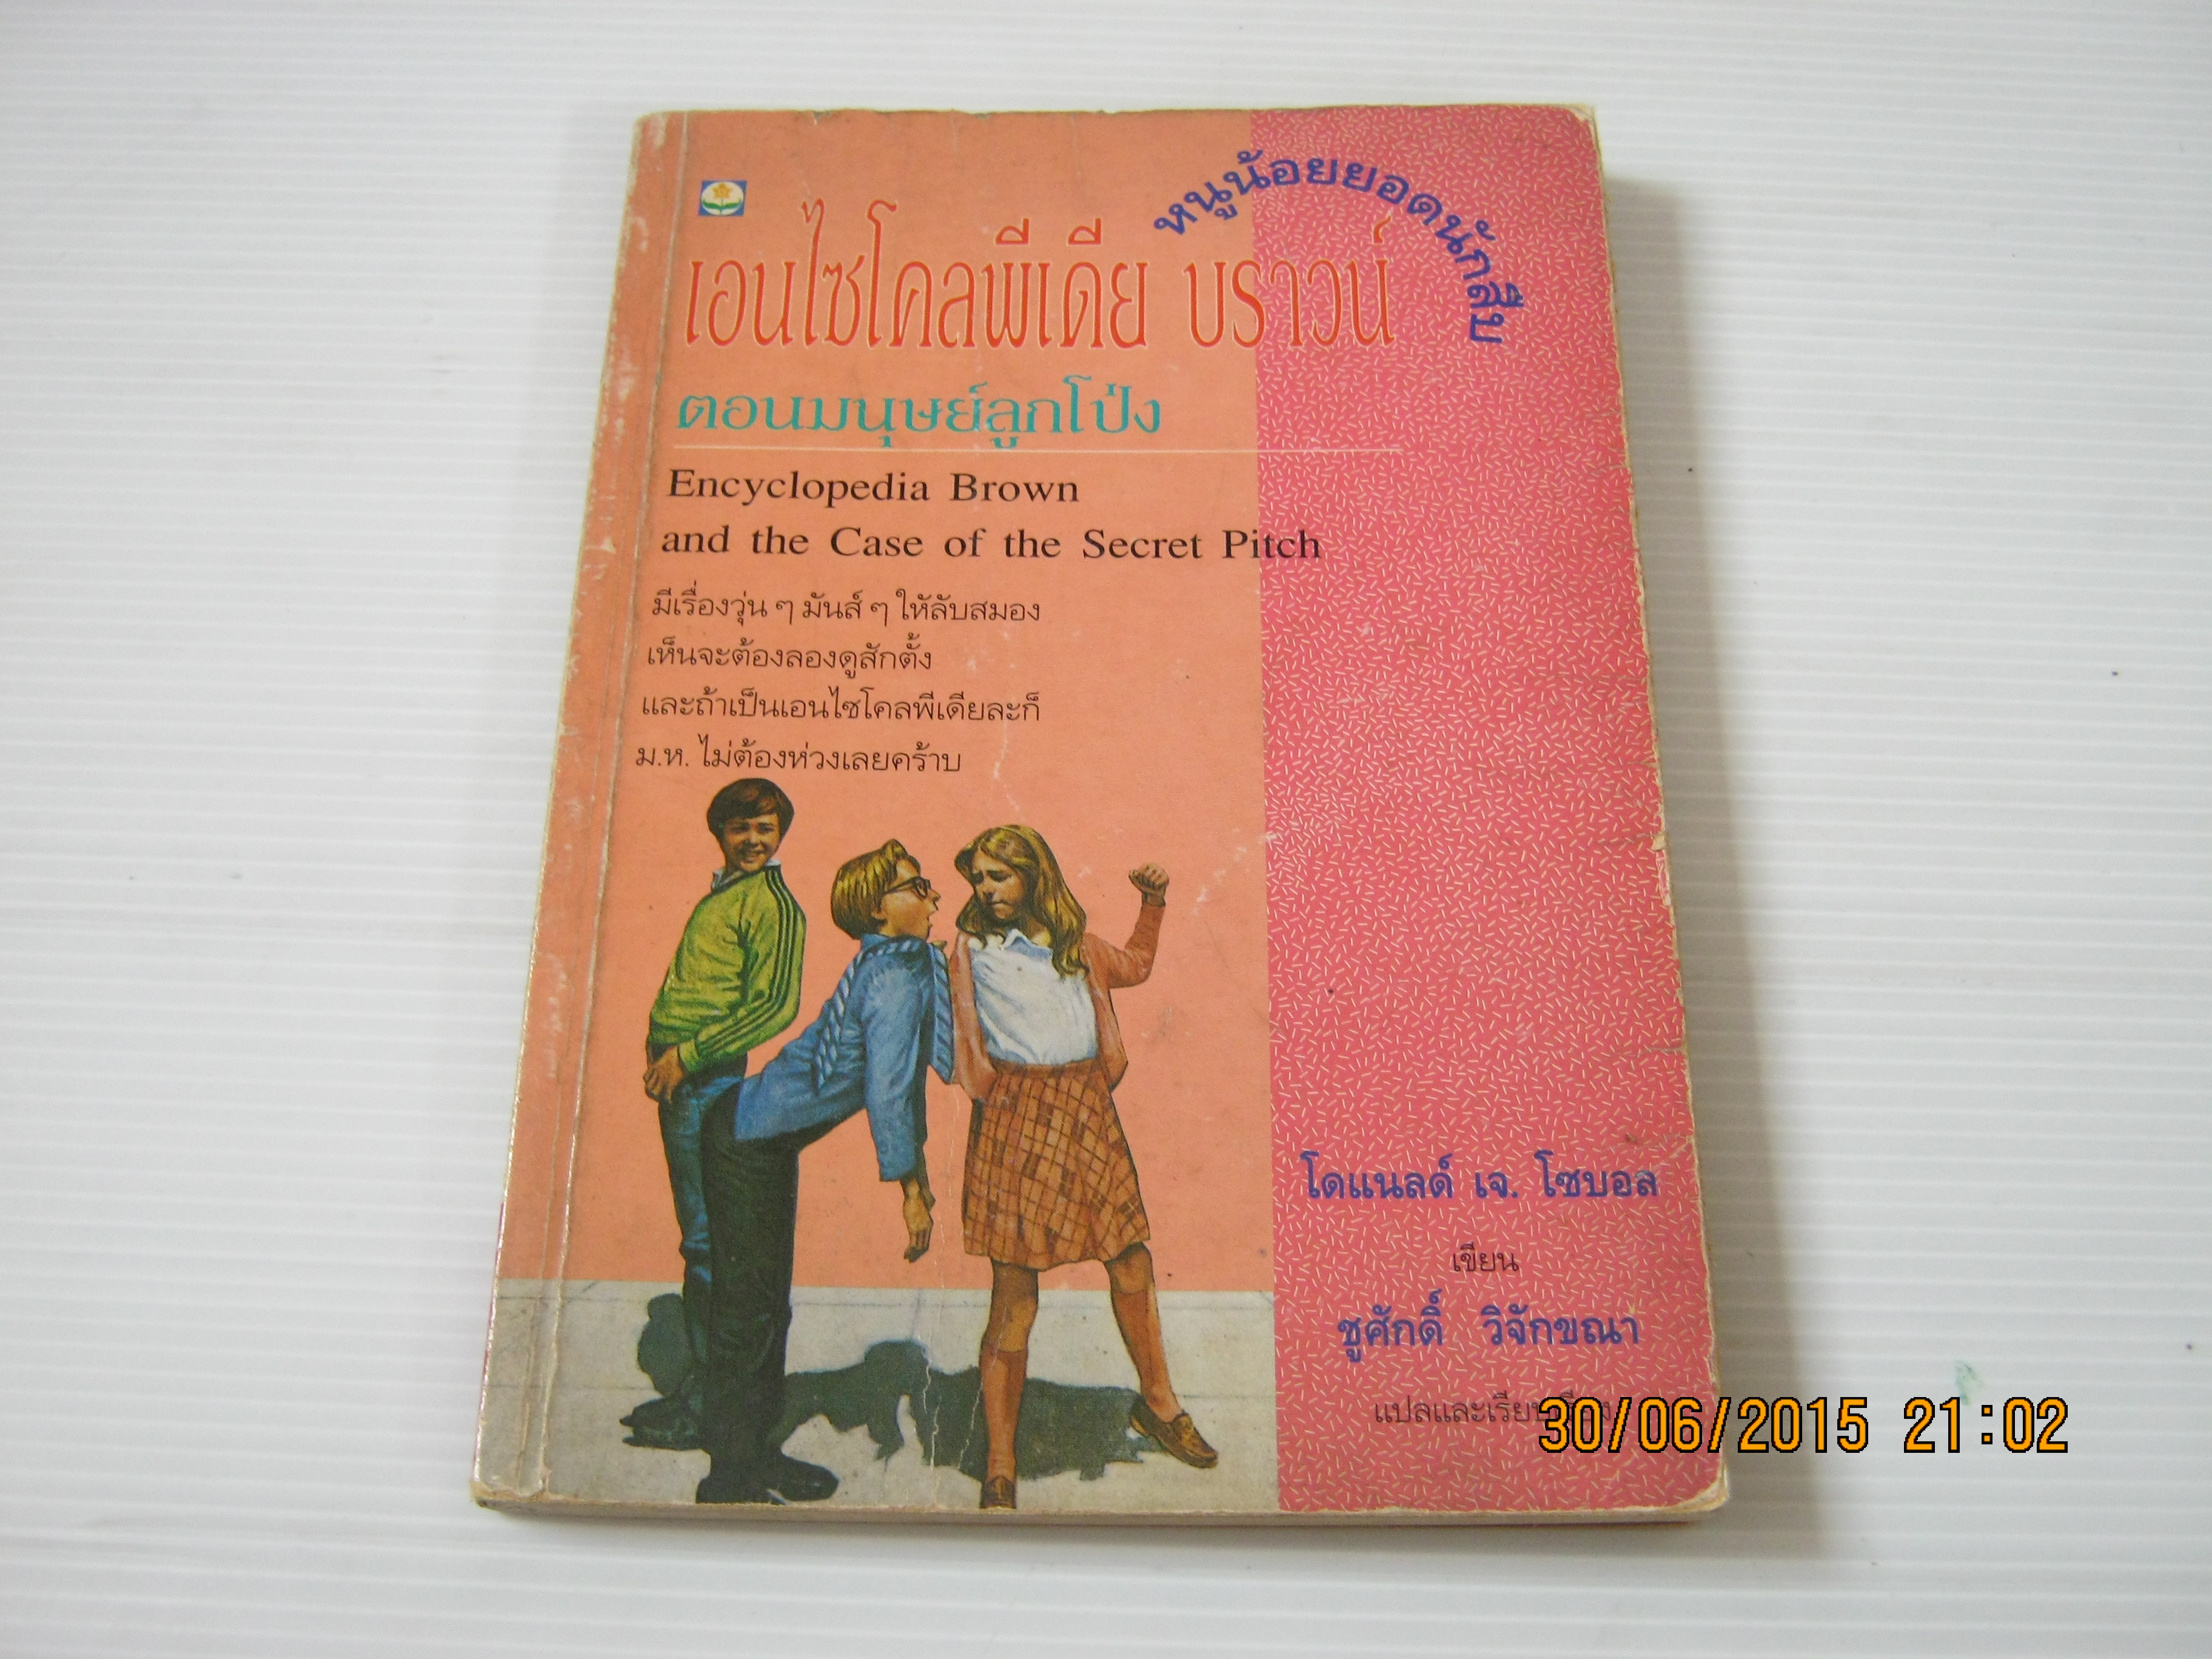 หนูน้อยยอดนักสืบ
เอนไซโคลพีเดีย บราวน์
ตอนมนุษย์ลูกโป่ง
Encyclopedia Brown
and the Case of the Secret Pitch
มีเรื่องวุ่น ๆ มันส์ ๆ ให้ลับสมอง
เห็นจะต้องลองดูสักตั้ง
และถ้าเป็นเอนไซโคลพีเดียละก็
ม.ห. ไม่ต้องห่วงเลยคร้าบ
โดแนลด์ เจ. โซบอล
เขียน
ชูศักดิ์ วิจักขณา
แปลและเรียบเรียง
30/06/2015 21:02